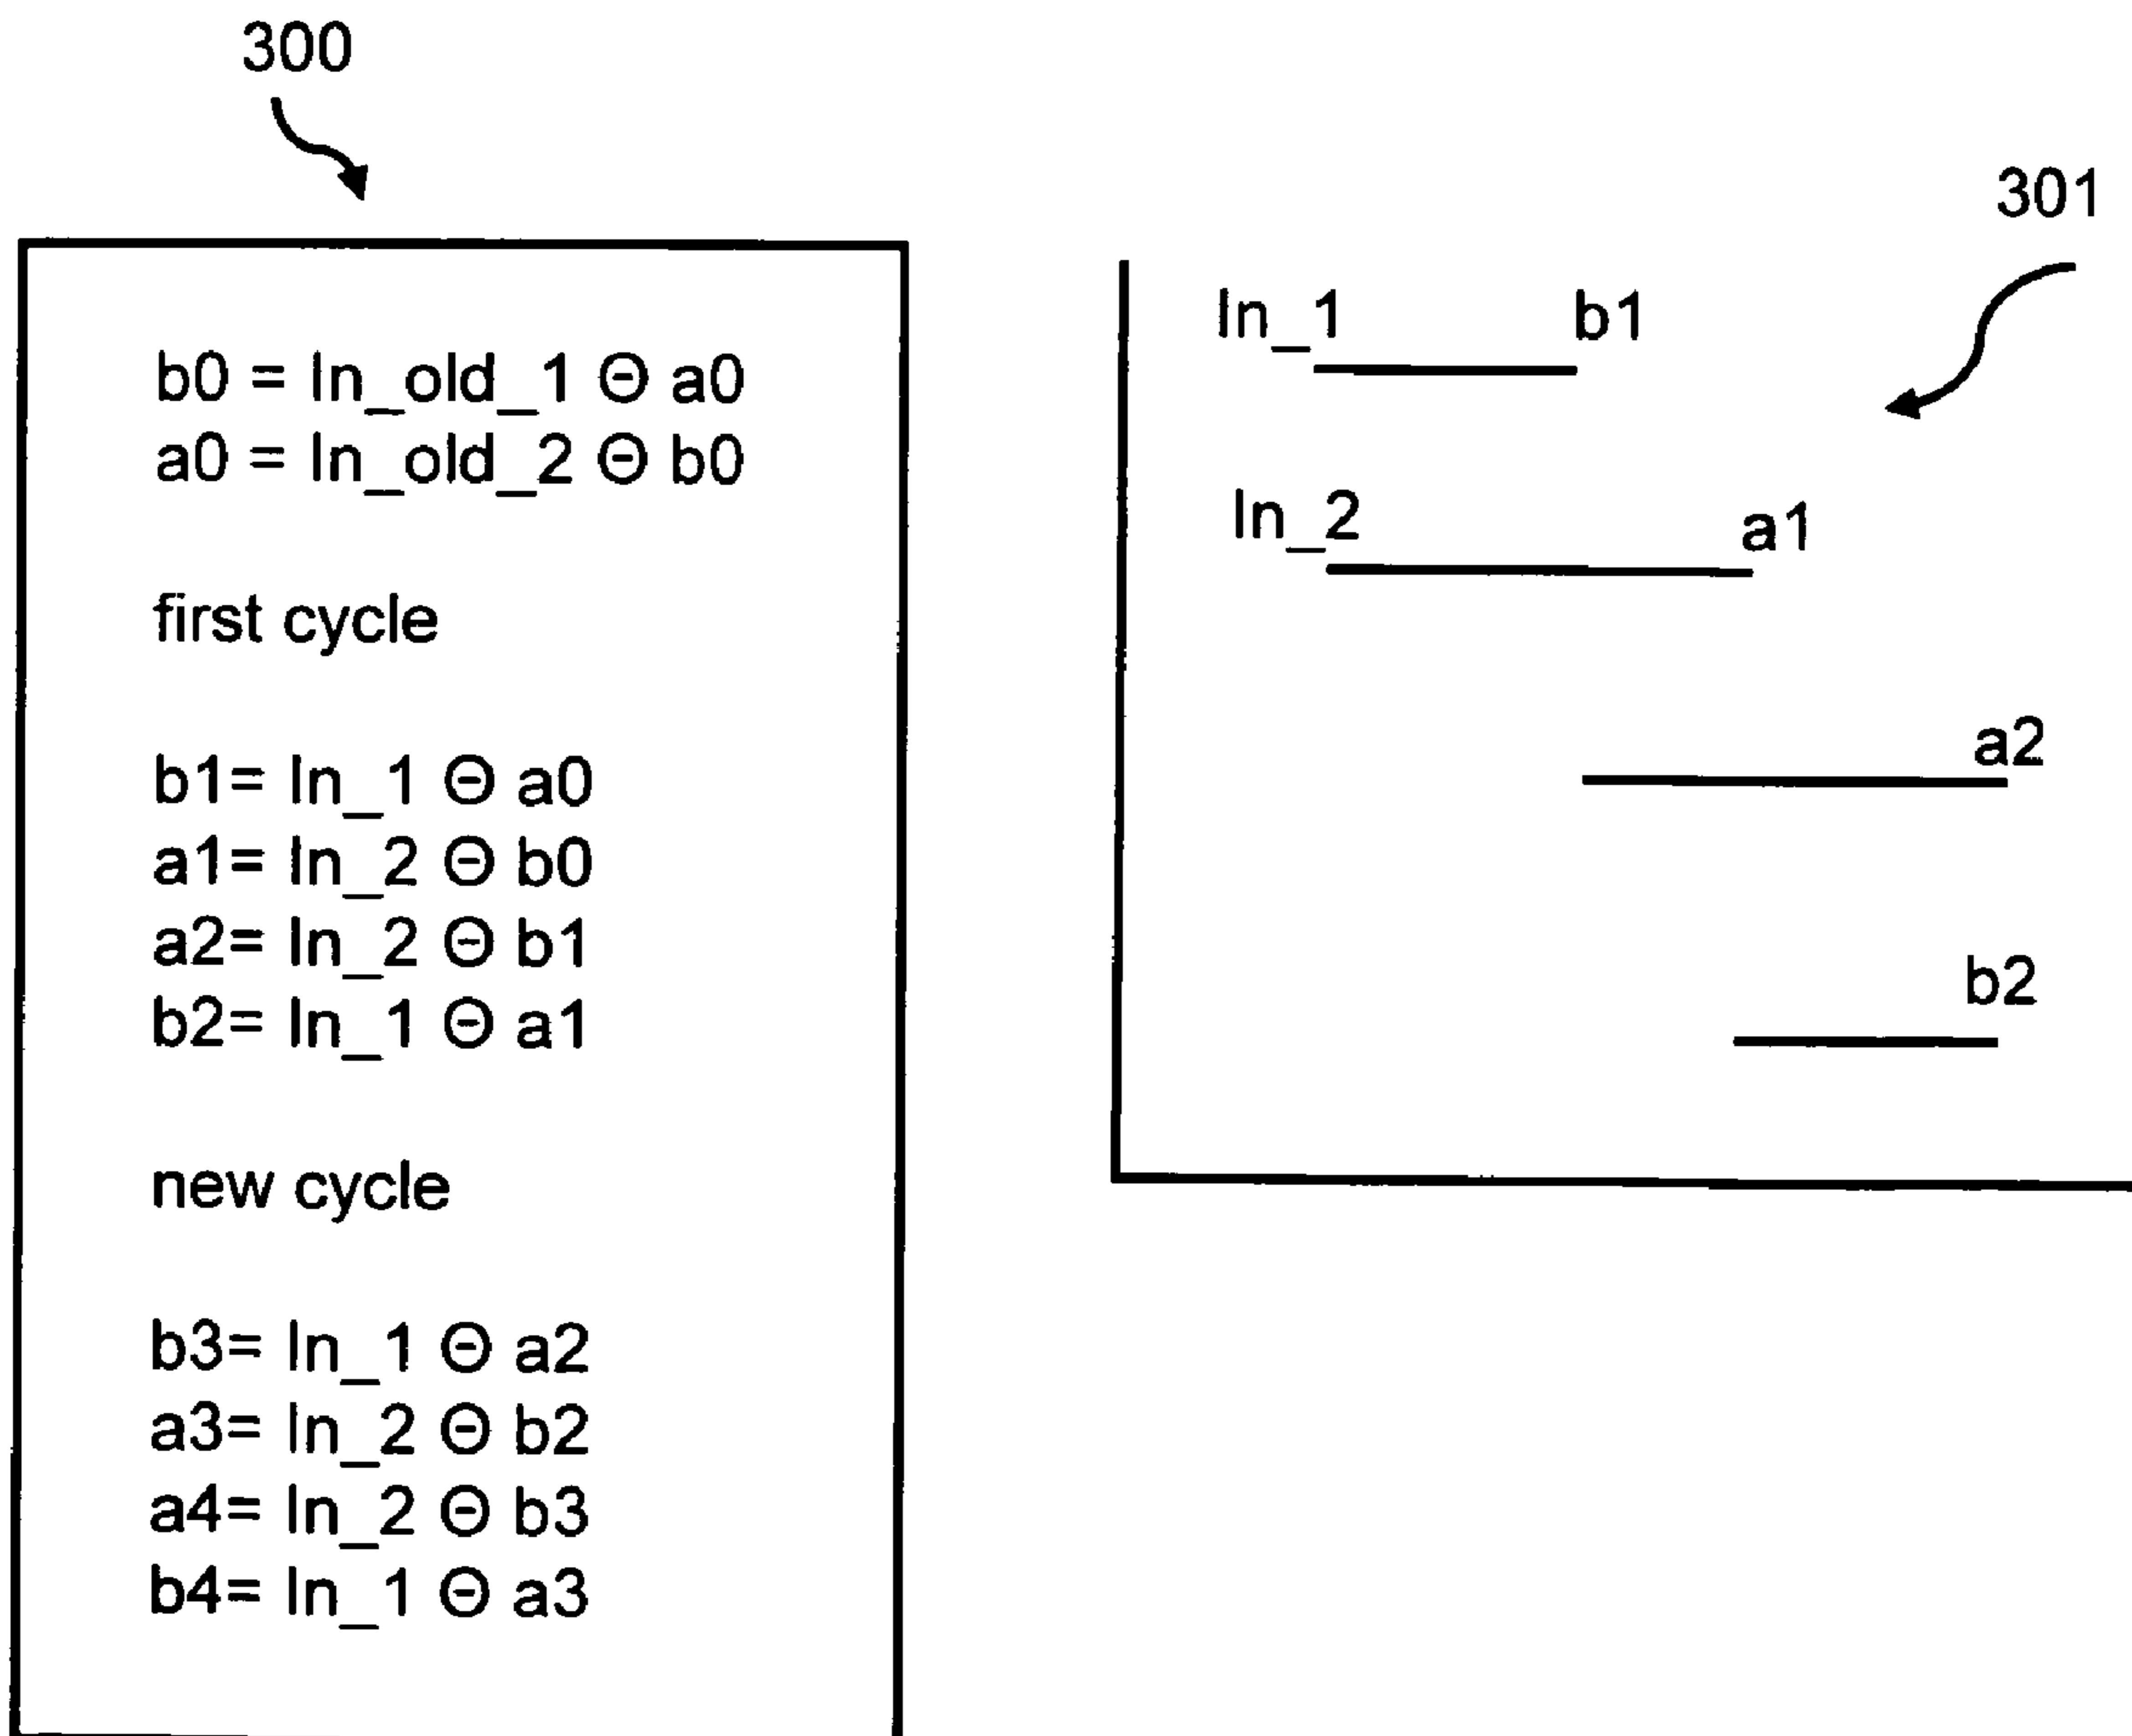 300
b0 = In_old_1 ⊖ a0
a0 = In_old_2 ⊖ b0
first cycle
b1= In_1 ⊖ a0
a1= In_2 ⊖ b0
a2= In_2 ⊖ b1
b2= In_1 ⊖ a1
new cycle
b3= In_1 ⊖ a2
a3= In_2 ⊖ b2
a4= In_2 ⊖ b3
b4= In_1 ⊖ a3
301
In_1 b1
In_2 a1
a2
b2